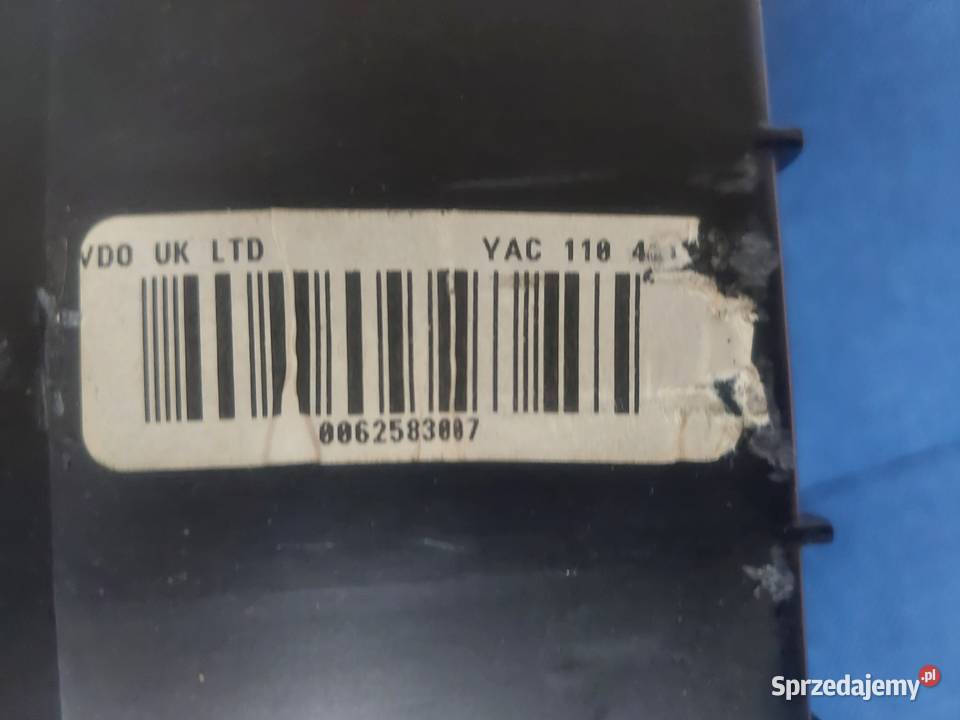 VDO UK LTD YAC 110
0062583007
Sprzedajemy.pl